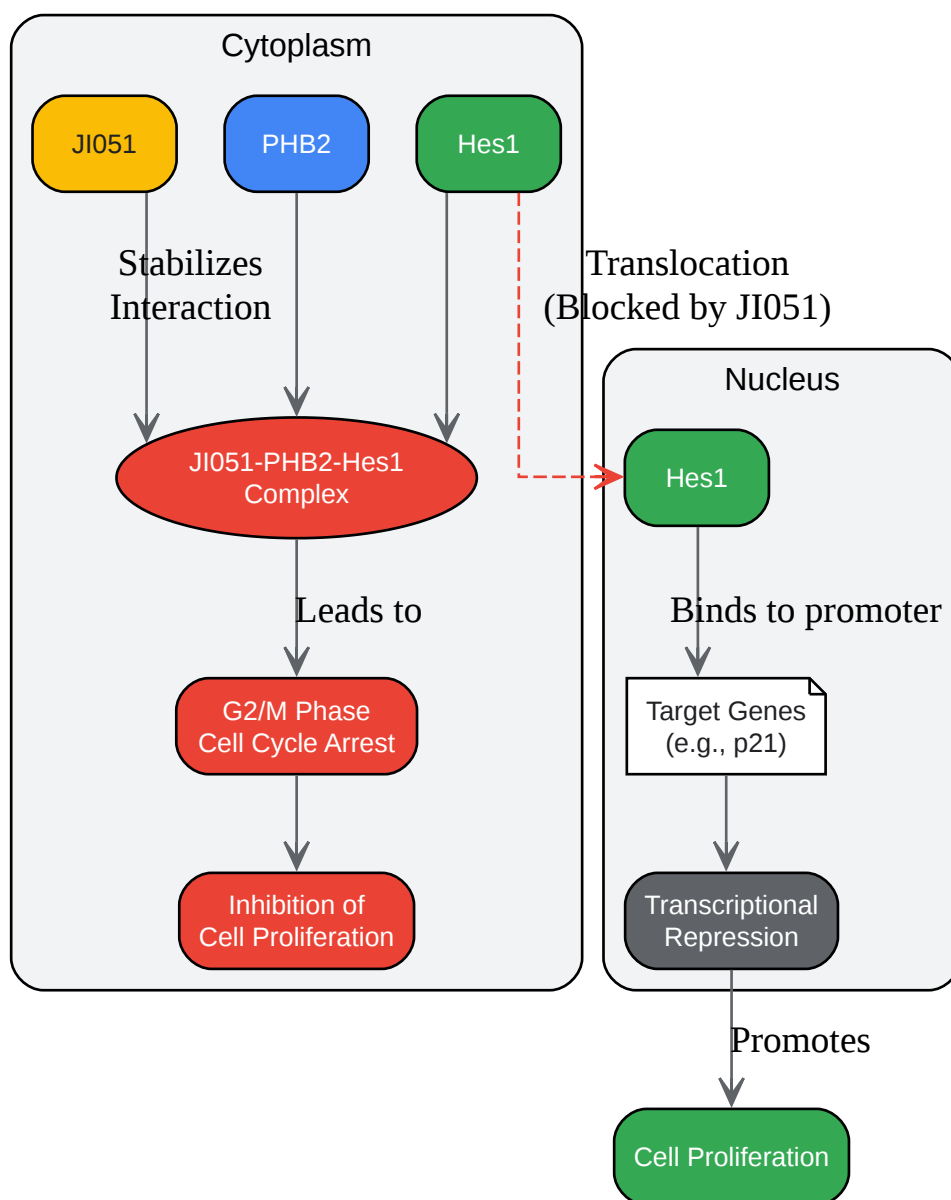 Cytoplasm
JI051
PHB2
Hes1
Stabilizes
Interaction
Translocation
(Blocked by JI051)
Nucleus
JI051-PHB2-Hes1
Complex
Hes1
Leads to
Binds to promoter
G2/M Phase
Cell Cycle Arrest
Target Genes
(e.g., p21)
Inhibition of
Cell Proliferation
Transcriptional
Repression
Promotes
Cell Proliferation